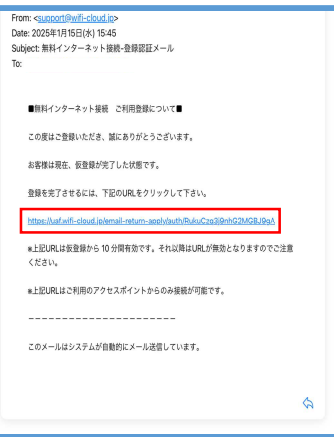 From: <support@wifi-cloud.jp>
Date: 2025年1月15日(水) 15:45
Subject: 無料インターネット接続-登録認証メール
To:
■無料インターネット接続　ご利用登録について■
この度はご登録いただき、誠にありがとうございます。
お客様は現在、仮登録が完了した状態です。
登録を完了させるには、下記のURLをクリックして下さい。
https://uaf.wifi-cloud.jp/email-return-apply/auth/RukuCzq3i9nhG2MGBJ9gA
※上記URLは仮登録から 10 分間有効です。それ以降はURLが無効となりますのでご注意
ください。
※上記URLはご利用のアクセスポイントからのみ接続が可能です。
－－－－－－－－－－－－－－－－－－－－－－
このメールはシステムが自動的にメール送信しています。